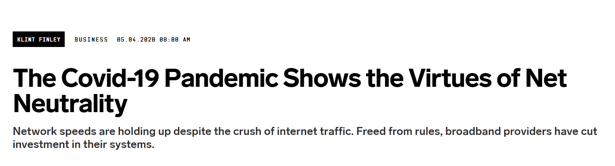 KLINT FINLEY BUSINESS 05.04.2020 08:00 AM
The Covid-19 Pandemic Shows the Virtues of Net
Neutrality
Network speeds are holding up despite the crush of internet traffic. Freed from rules, broadband providers have cut
investment in their systems.